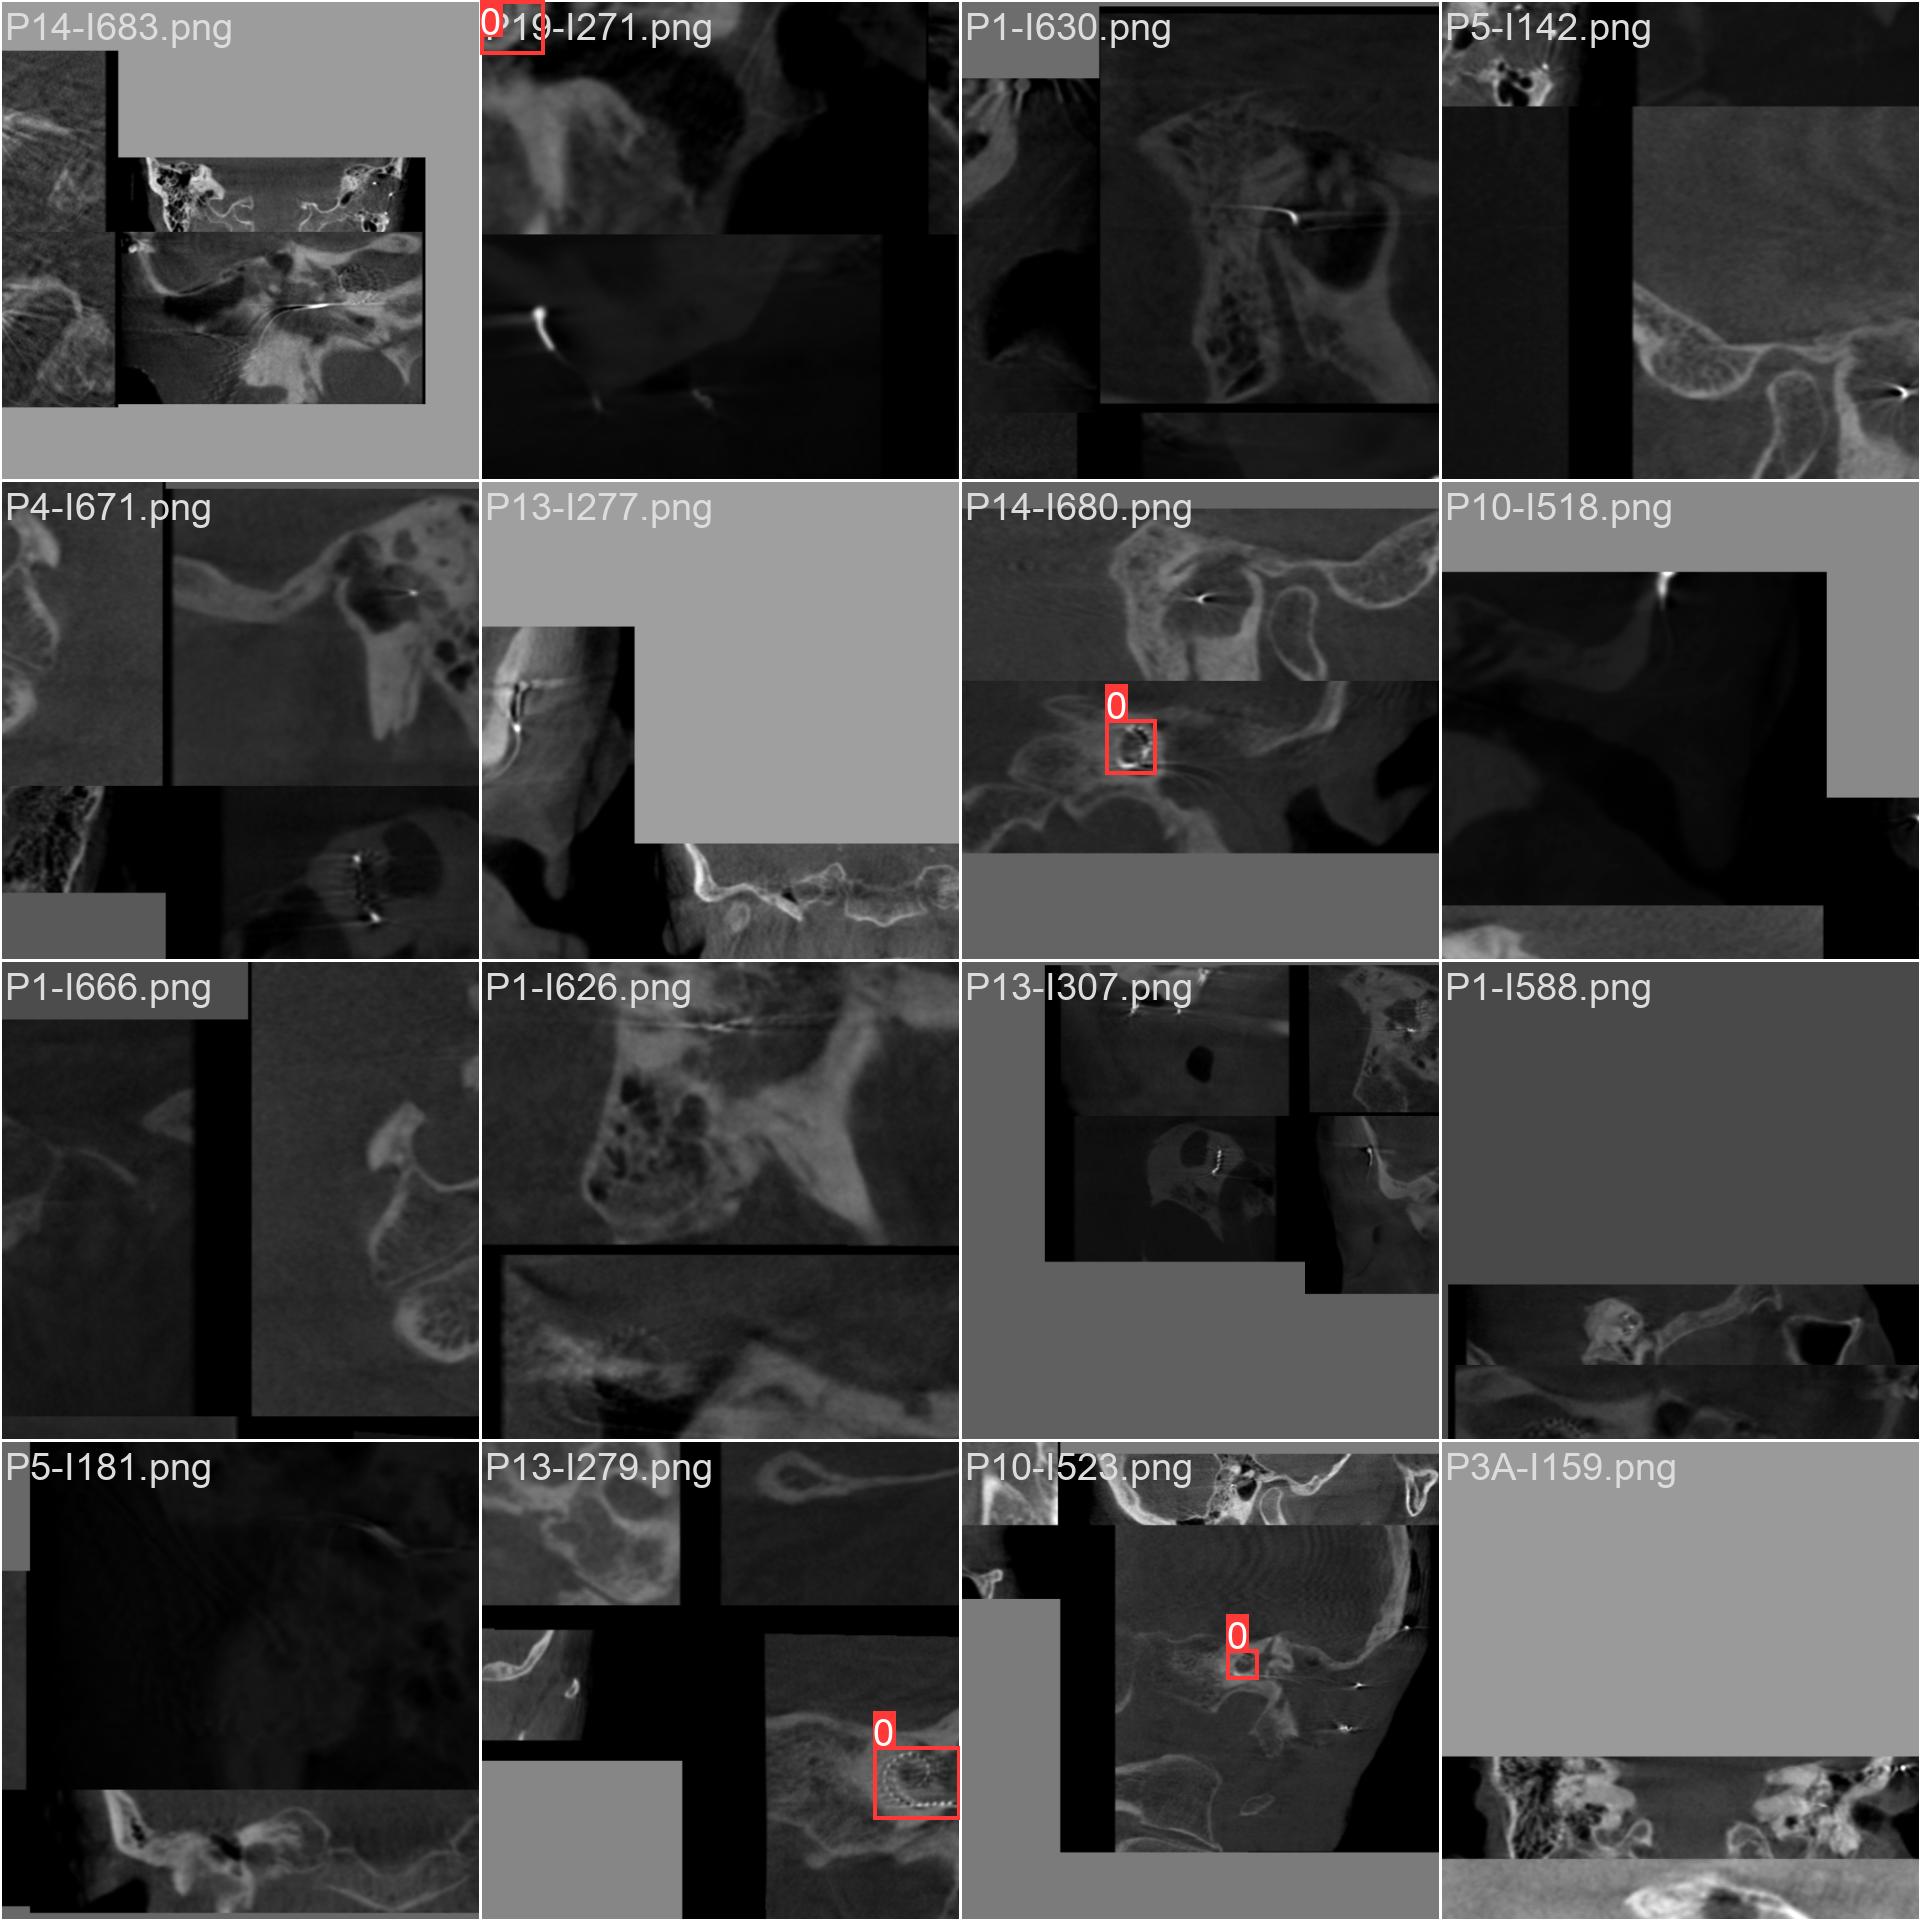 P14-I683.png
0
P19-I271.png
P1-I630.png
P5-I142.png
P4-I671.png
P13-I277.png
P14-I680.png
0
P10-I518.png
P1-I666.png
P1-I626.png
P13-I307.png
P1-I588.png
P5-I181.png
P13-I279.png
0
P10-I523.png
0
P3A-I159.png